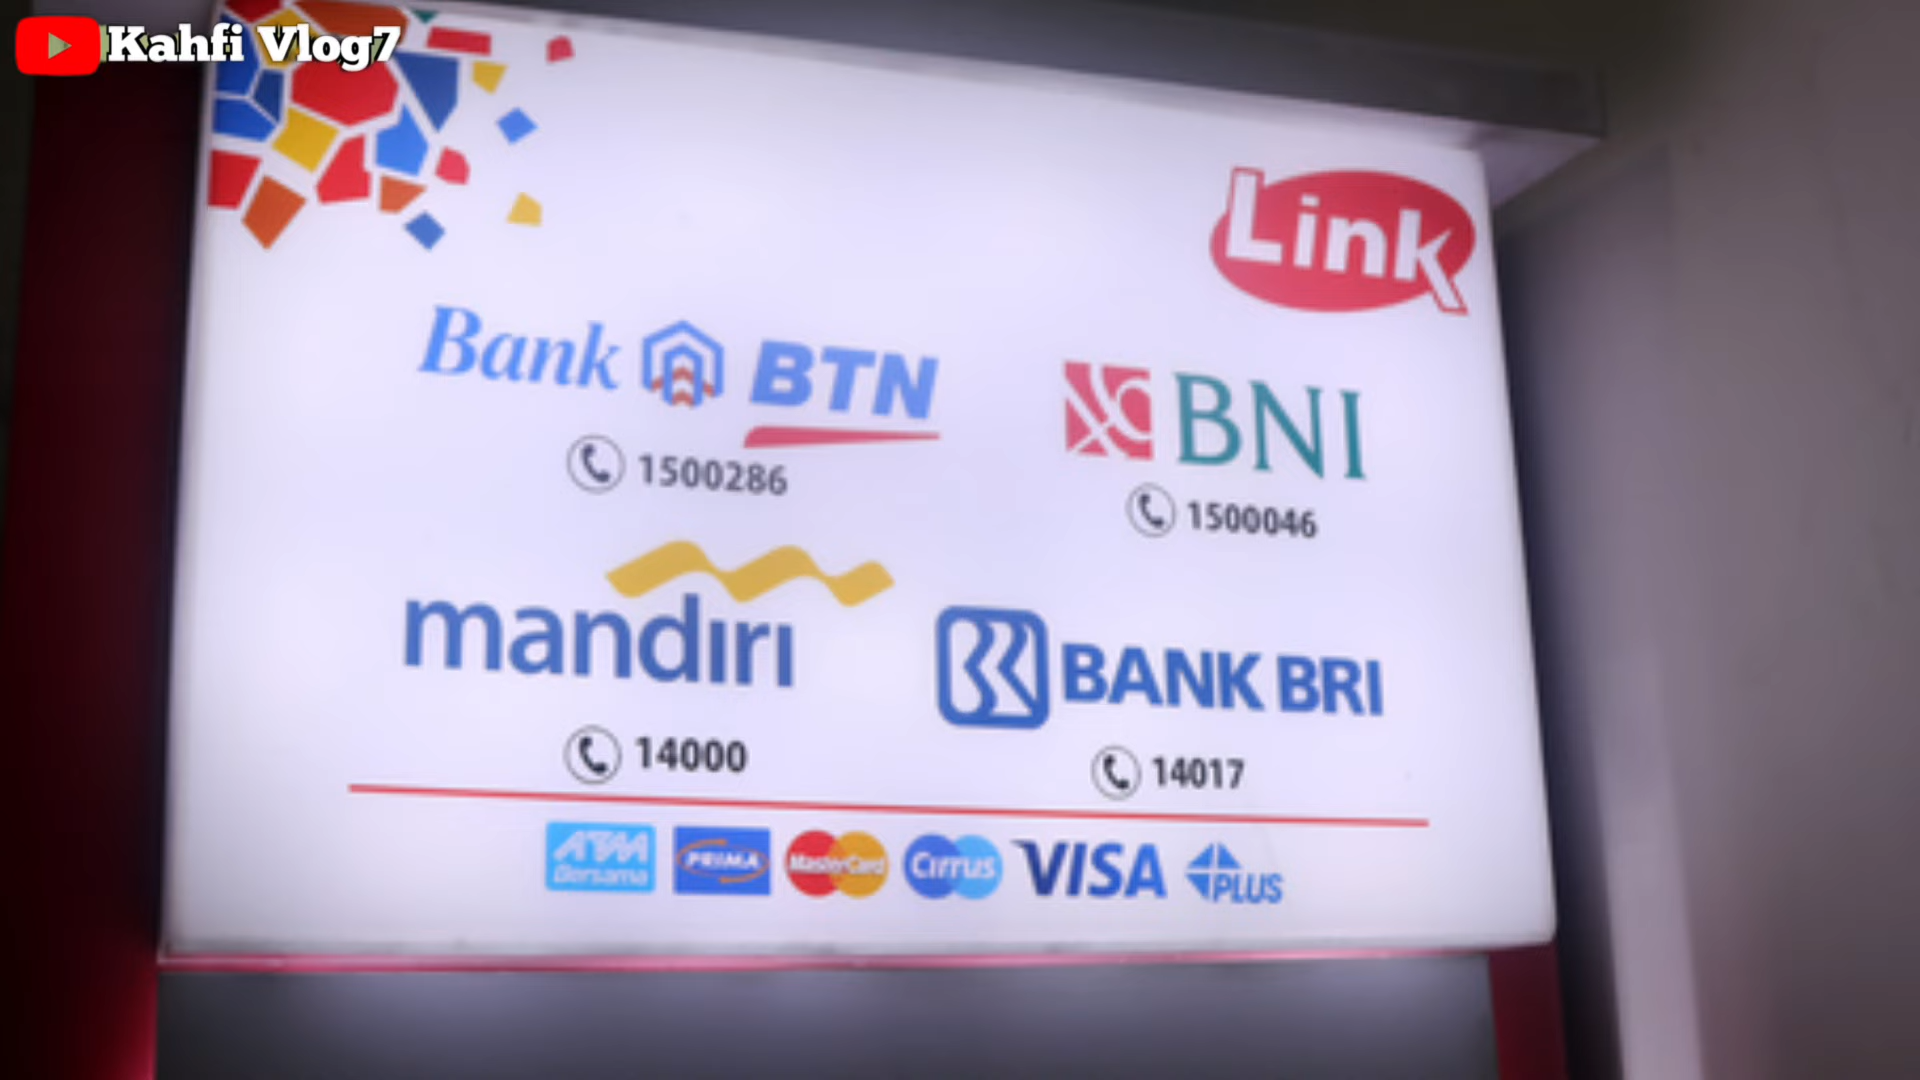 Kahfi Vlog7
Link
Bank BTN
1500286
BNI
1500046
mandırı
14000
BANK BRI
14017
ATM Bersama
PRIMA
MasterCard
Cirrus
VISA
PLUS